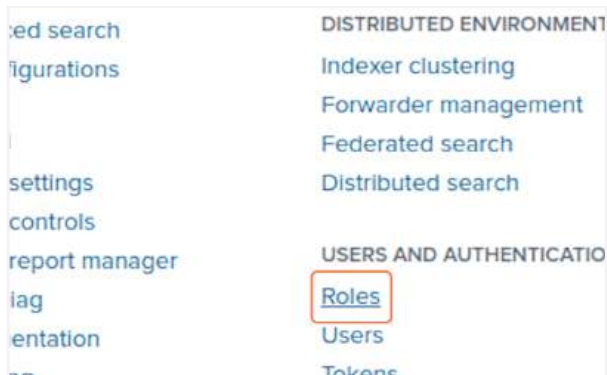 ed search
figurations
settings
controls
report manager
iag
entation
DISTRIBUTED ENVIRONMENT
Indexer clustering
Forwarder management
Federated search
Distributed search
USERS AND AUTHENTICATIO
Roles
Users
Tokens